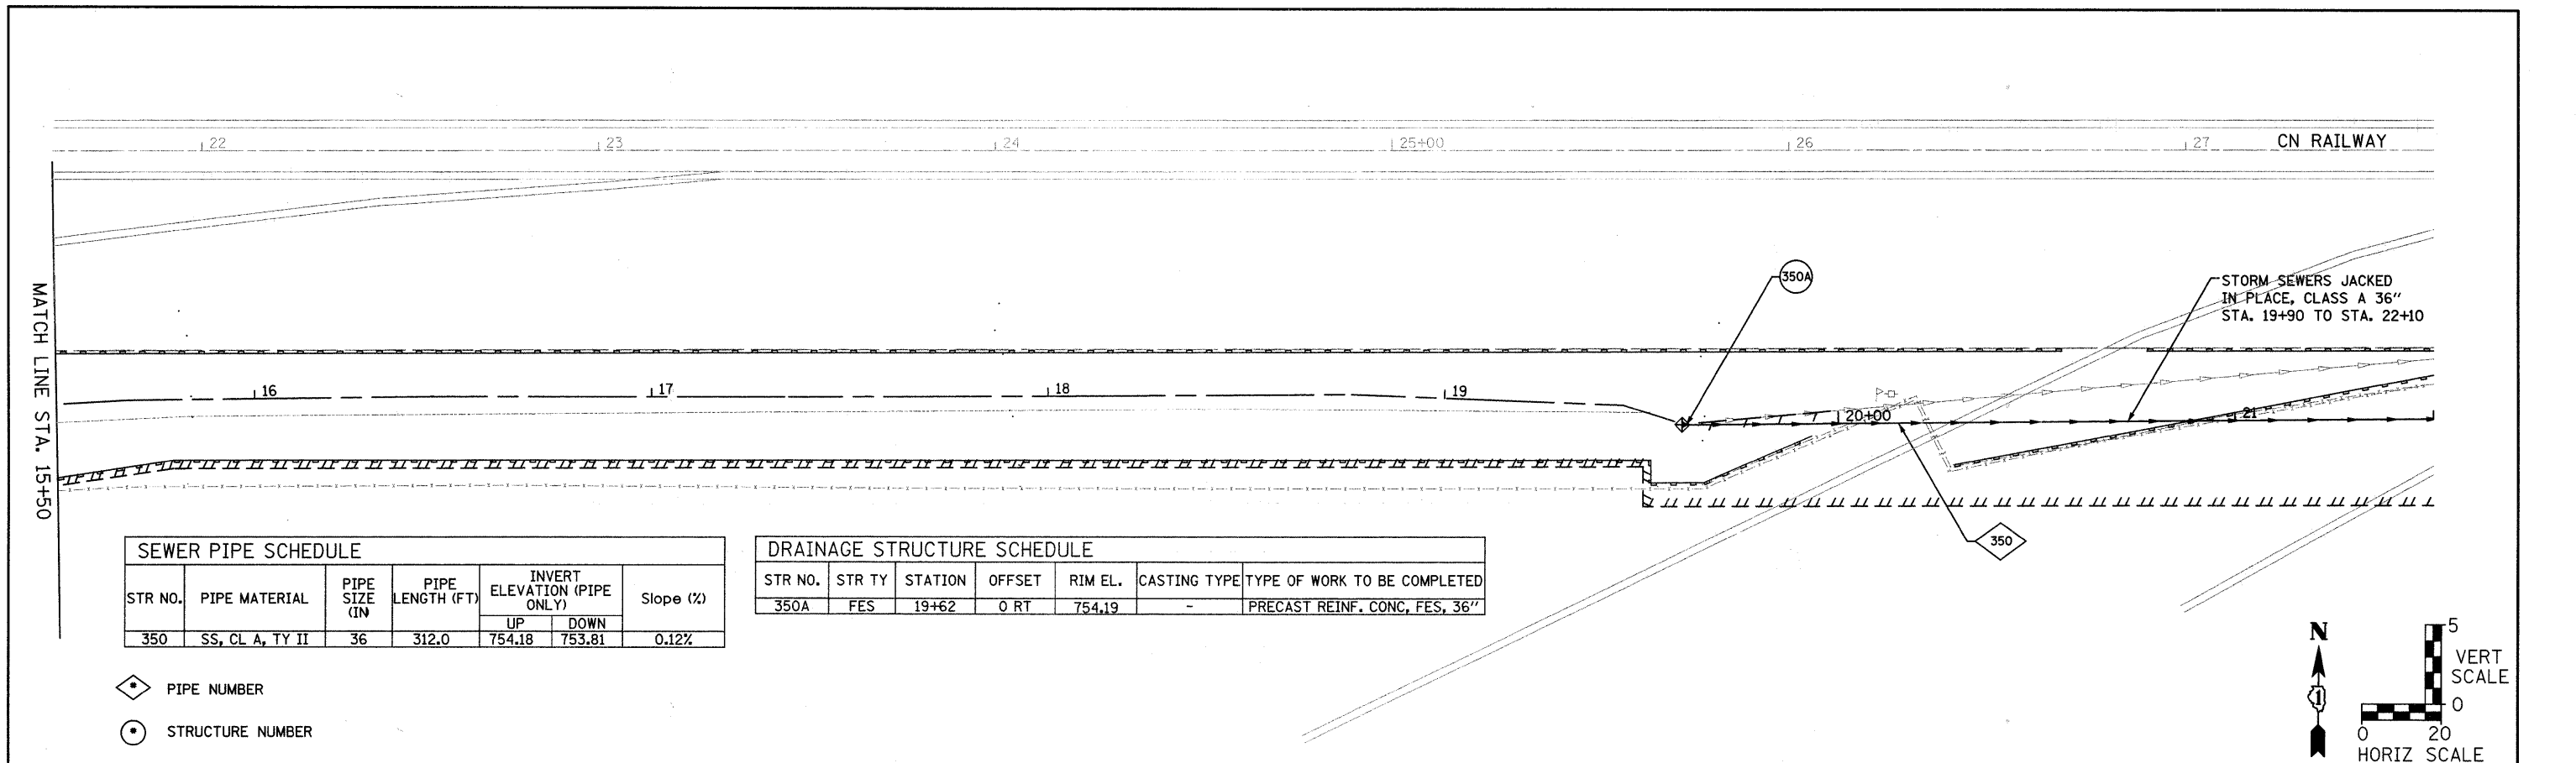 22 23 24 25+00 26 27 CN RAILWAY
MATCH LINE STA. 15+50
350A
STORM SEWERS JACKED
IN PLACE, CLASS A 36"
STA. 19+90 TO STA. 22+10
16 17 18 19 20+00 21
350
SEWER PIPE SCHEDULE
STR NO. PIPE MATERIAL PIPE SIZE (IN) PIPE LENGTH (FT) INVERT ELEVATION (PIPE ONLY) Slope (%)
UP DOWN
350 SS, CL A, TY II 36 312.0 754.18 753.81 0.12%
DRAINAGE STRUCTURE SCHEDULE
STR NO. STR TY STATION OFFSET RIM EL. CASTING TYPE TYPE OF WORK TO BE COMPLETED
350A FES 19+62 0 RT 754.19 - PRECAST REINF. CONC, FES, 36"
* PIPE NUMBER
* STRUCTURE NUMBER
N
1
5
VERT
SCALE
0
0 20
HORIZ SCALE